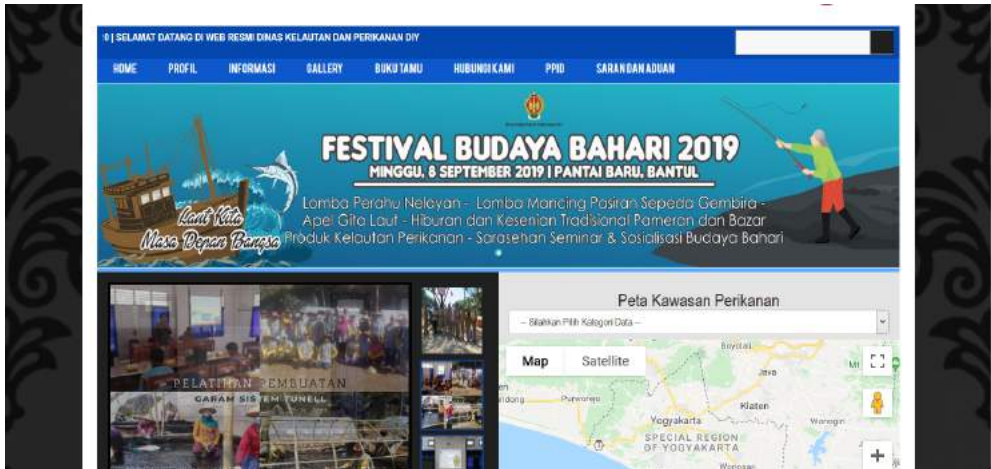 !0 | SELAMAT DATANG DI WEB RESMI DINAS KELAUTAN DAN PERIKANAN DIY
HOME PROFIL INFORMASI GALLERY BUKU TAMU HUBUNGI KAMI PPID SARAN DAN ADUAN
FESTIVAL BUDAYA BAHARI 2019
MINGGU, 8 SEPTEMBER 2019 | PANTAI BARU, BANTUL
Lomba Perahu Nelayan - Lomba Mancing Pasiran Sepeda Gembira -
Apel Gita Laut - Hiburan dan Kesenian Tradisional Pameran dan Bazar
Produk Kelautan Perikanan - Sarasehan Seminar & Sosialisasi Budaya Bahari
Laut Kita
Masa Depan Bangsa
PELATIHAN PEMBUATAN
GARAM SISTEM TUNELL
Peta Kawasan Perikanan
-- Silahkan Pilih Kategori Data --
Map Satellite
Boyolali
Java
Purworejo
Klaten
Yogyakarta
Wonogiri
SPECIAL REGION
OF YOGYAKARTA
Wonosari